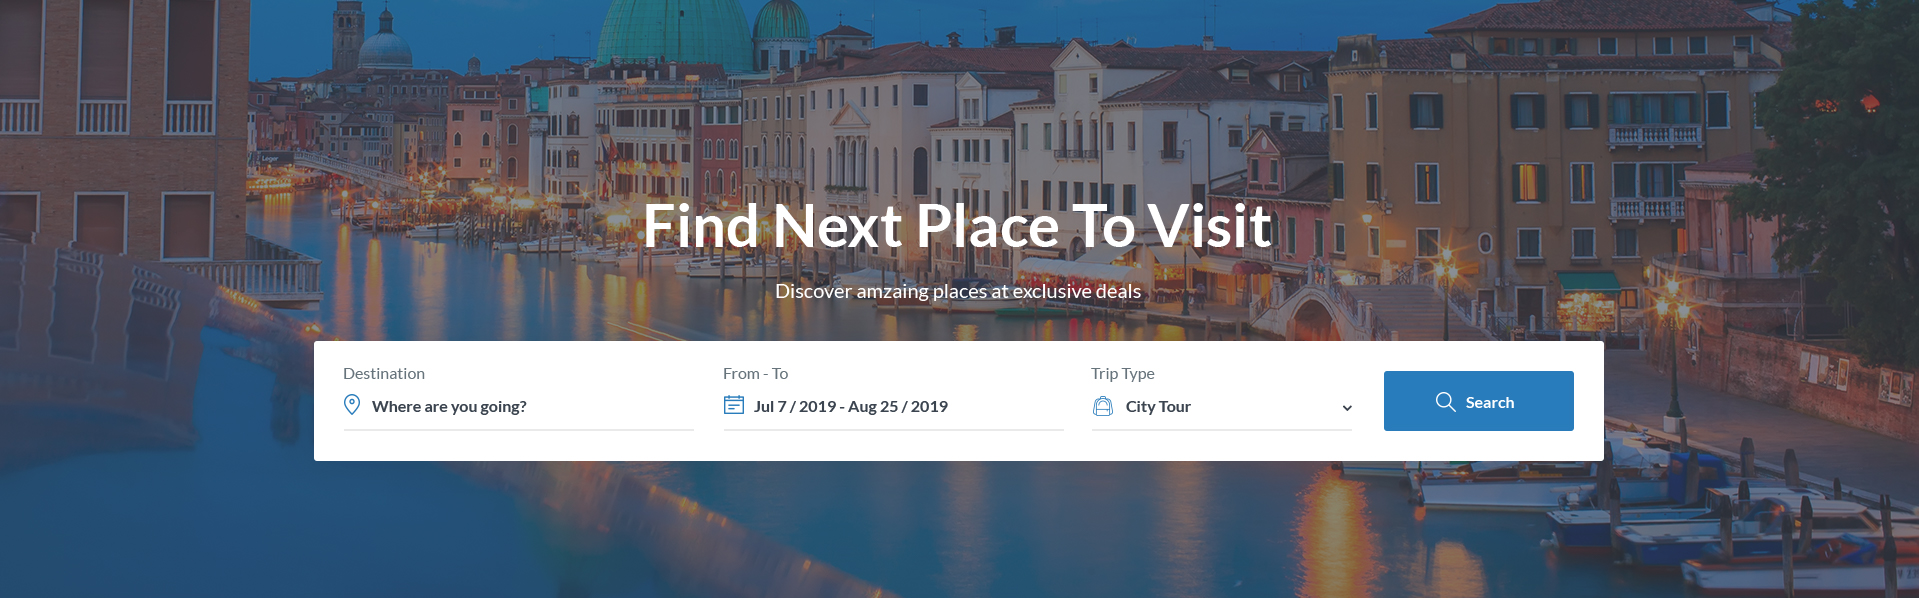 Find Next Place To Visit
Discover amzaing places at exclusive deals
Destination
Where are you going?
From - To
Jul 7 / 2019 - Aug 25 / 2019
Trip Type
City Tour
Search